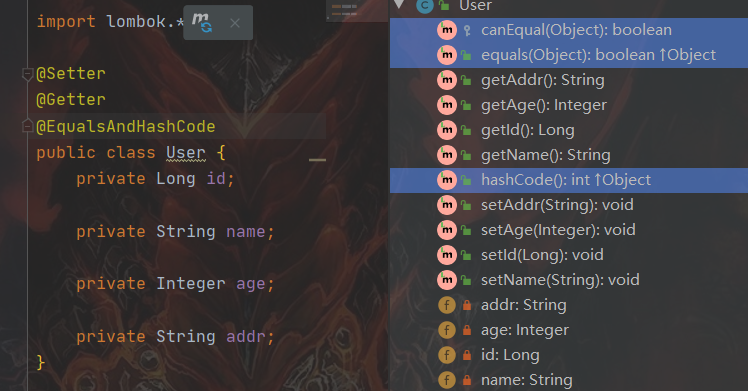 import lombok.*
@Setter
@Getter
@EqualsAndHashCode
public class User {
private Long id;
private String name;
private Integer age;
private String addr;
}
User
canEqual(Object): boolean
equals(Object): boolean ↑Object
getAddr(): String
getAge(): Integer
getId(): Long
getName(): String
hashCode(): int ↑Object
setAddr(String): void
setAge(Integer): void
setId(Long): void
setName(String): void
addr: String
age: Integer
id: Long
name: String